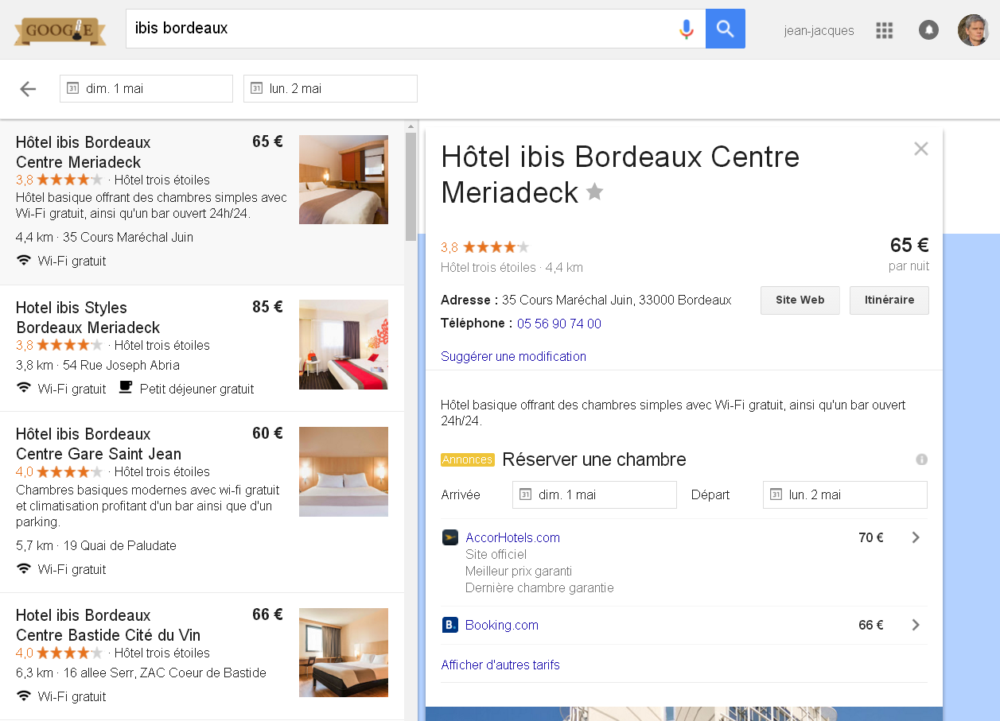 GOOGLE
ibis bordeaux
jean-jacques
31 dim. 1 mai
31 lun. 2 mai
Hôtel ibis Bordeaux
Centre Meriadeck
65 €
3,8 · Hôtel trois étoiles
Hôtel basique offrant des chambres simples avec
Wi-Fi gratuit, ainsi qu'un bar ouvert 24h/24.
4,4 km · 35 Cours Maréchal Juin
Wi-Fi gratuit
Hotel ibis Styles
Bordeaux Meriadeck
85 €
3,8 · Hôtel trois étoiles
3,8 km · 54 Rue Joseph Abria
Wi-Fi gratuit Petit déjeuner gratuit
Hôtel ibis Bordeaux
Centre Gare Saint Jean
60 €
4,0 · Hôtel trois étoiles
Chambres basiques modernes avec wi-fi gratuit
et climatisation profitant d'un bar ainsi que d'un
parking.
5,7 km · 19 Quai de Paludate
Wi-Fi gratuit
Hotel ibis Bordeaux
Centre Bastide Cité du Vin
66 €
4,0 · Hôtel trois étoiles
6,3 km · 16 allee Serr, ZAC Coeur de Bastide
Wi-Fi gratuit
Hôtel ibis Bordeaux Centre
Meriadeck
3,8
65 €
Hôtel trois étoiles · 4,4 km
par nuit
Adresse : 35 Cours Maréchal Juin, 33000 Bordeaux
Site Web
Itinéraire
Téléphone : 05 56 90 74 00
Suggérer une modification
Hôtel basique offrant des chambres simples avec Wi-Fi gratuit, ainsi qu'un bar ouvert
24h/24.
Annonces Réserver une chambre
Arrivée 31 dim. 1 mai Départ 31 lun. 2 mai
AccorHotels.com 70 €
Site officiel
Meilleur prix garanti
Dernière chambre garantie
B. Booking.com 66 €
Afficher d'autres tarifs